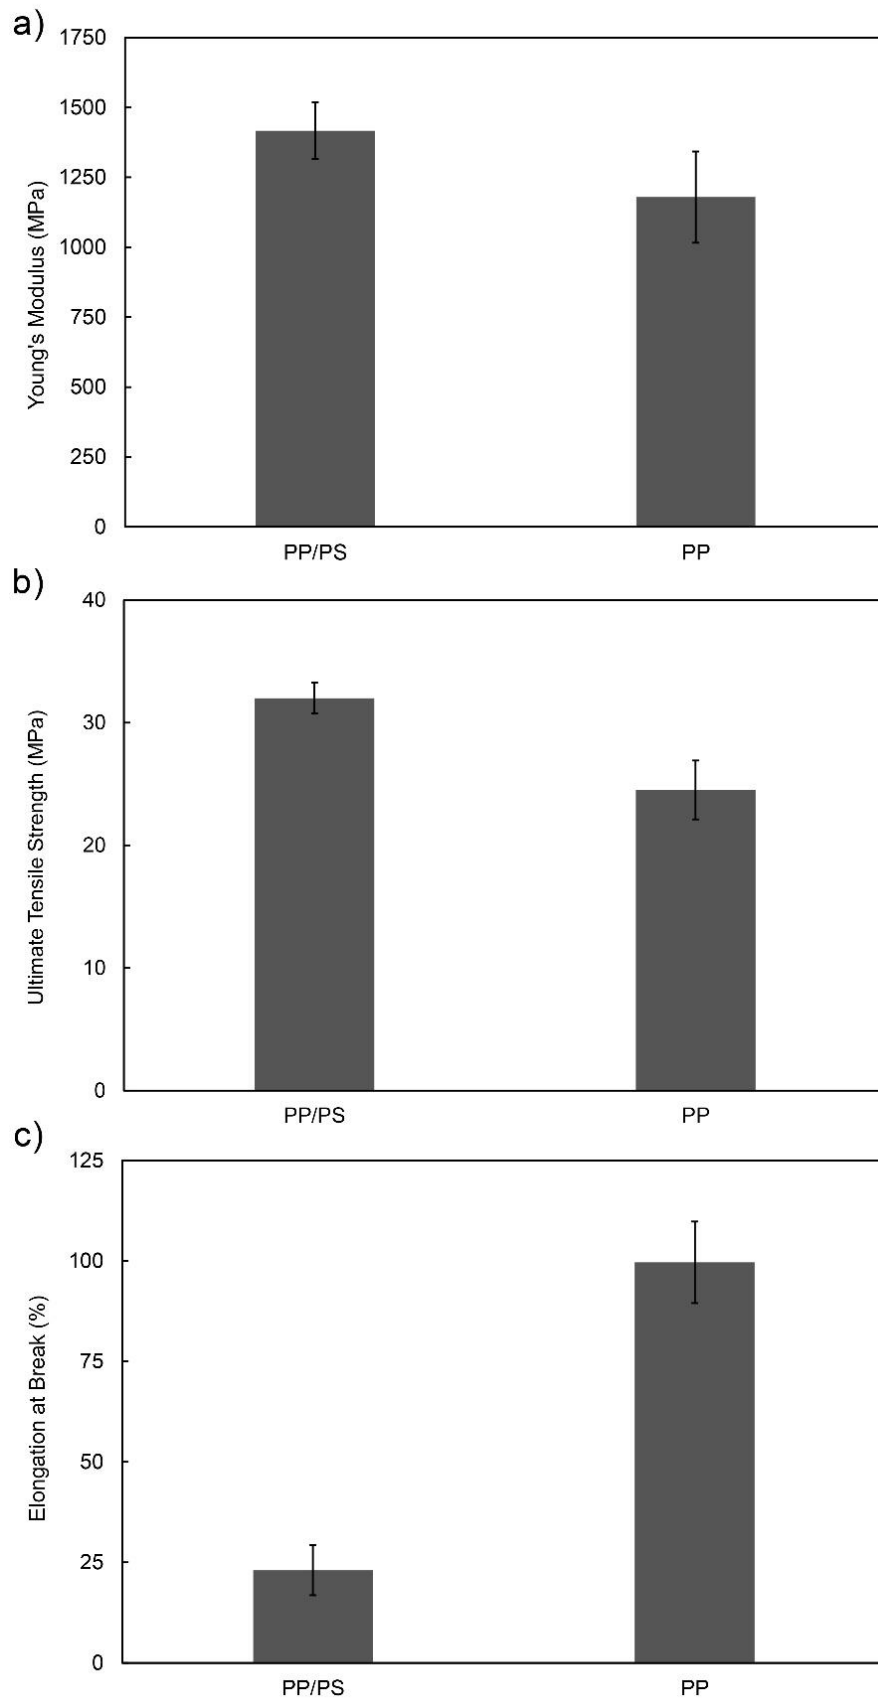 a)
Young's Modulus (MPa)
1750
1500
1250
1000
750
500
250
0
PP/PS PP
b)
Ultimate Tensile Strength (MPa)
40
30
20
10
0
PP/PS PP
c)
Elongation at Break (%)
125
100
75
50
25
0
PP/PS PP